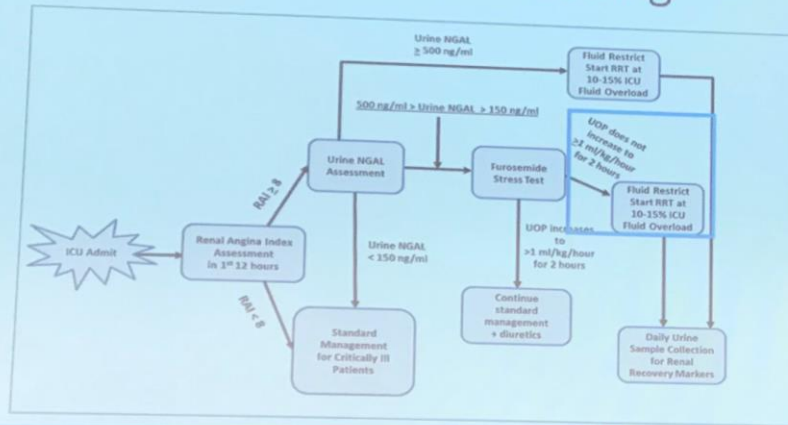 Urine NGAL
≥ 500 ng/ml
Fluid Restrict
Start RRT at
10-15% ICU
Fluid Overload
500 ng/ml > Urine NGAL > 150 ng/ml
UOP does not
increase to
≥1 ml/kg/hour
for 2 hours
Urine NGAL
Assessment
Furosemide
Stress Test
Fluid Restrict
Start RRT at
10-15% ICU
Fluid Overload
RAI ≥ 8
ICU Admit
Renal Angina Index
Assessment
in 1st 12 hours
Urine NGAL
< 150 ng/ml
UOP increases
to
>1 ml/kg/hour
for 2 hours
RAI < 8
Standard
Management
for Critically Ill
Patients
Continue
standard
management
+ diuretics
Daily Urine
Sample Collection
for Renal
Recovery Markers